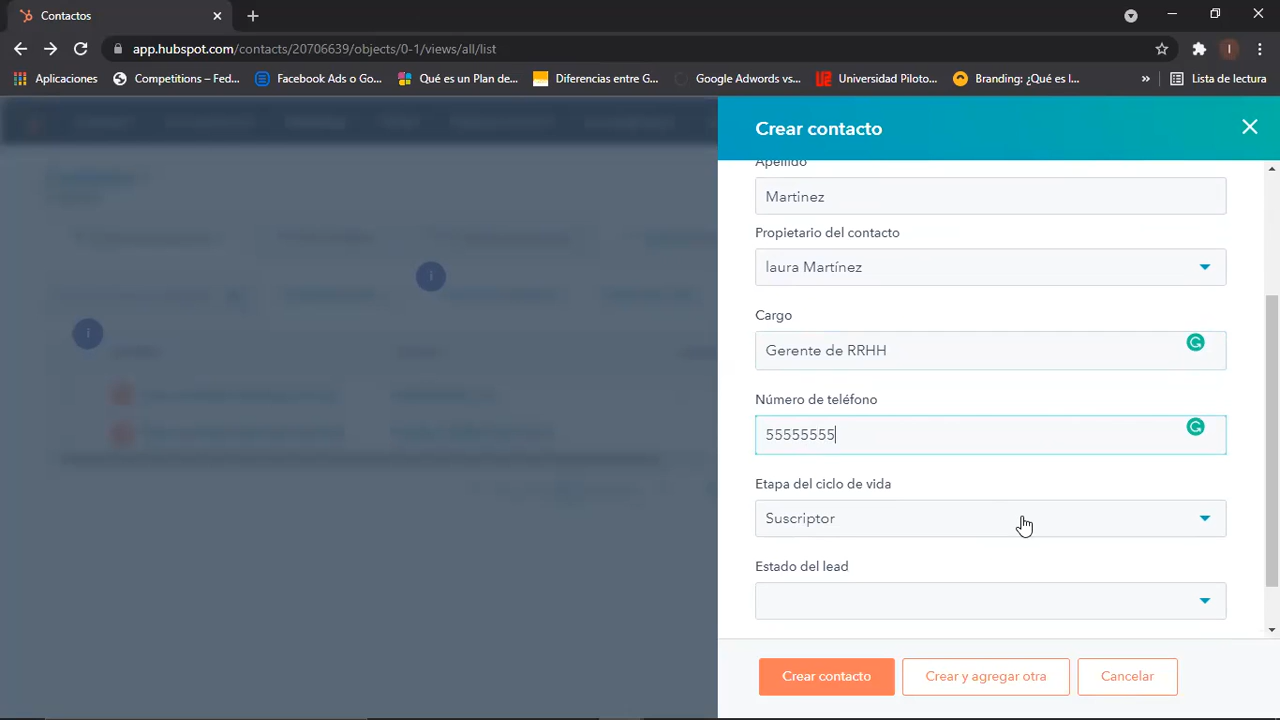 Contactos
app.hubspot.com/contacts/20706639/objects/0-1/views/all/list
I
Aplicaciones
Competitions – Fed...
Facebook Ads o Go...
Qué es un Plan de...
Diferencias entre G...
Google Adwords vs...
Universidad Piloto...
Branding: ¿Qué es l...
»
Lista de lectura
Crear contacto
Apellido
Martinez
Propietario del contacto
laura Martínez
Cargo
Gerente de RRHH
Número de teléfono
55555555
Etapa del ciclo de vida
Suscriptor
Estado del lead
Crear contacto
Crear y agregar otra
Cancelar